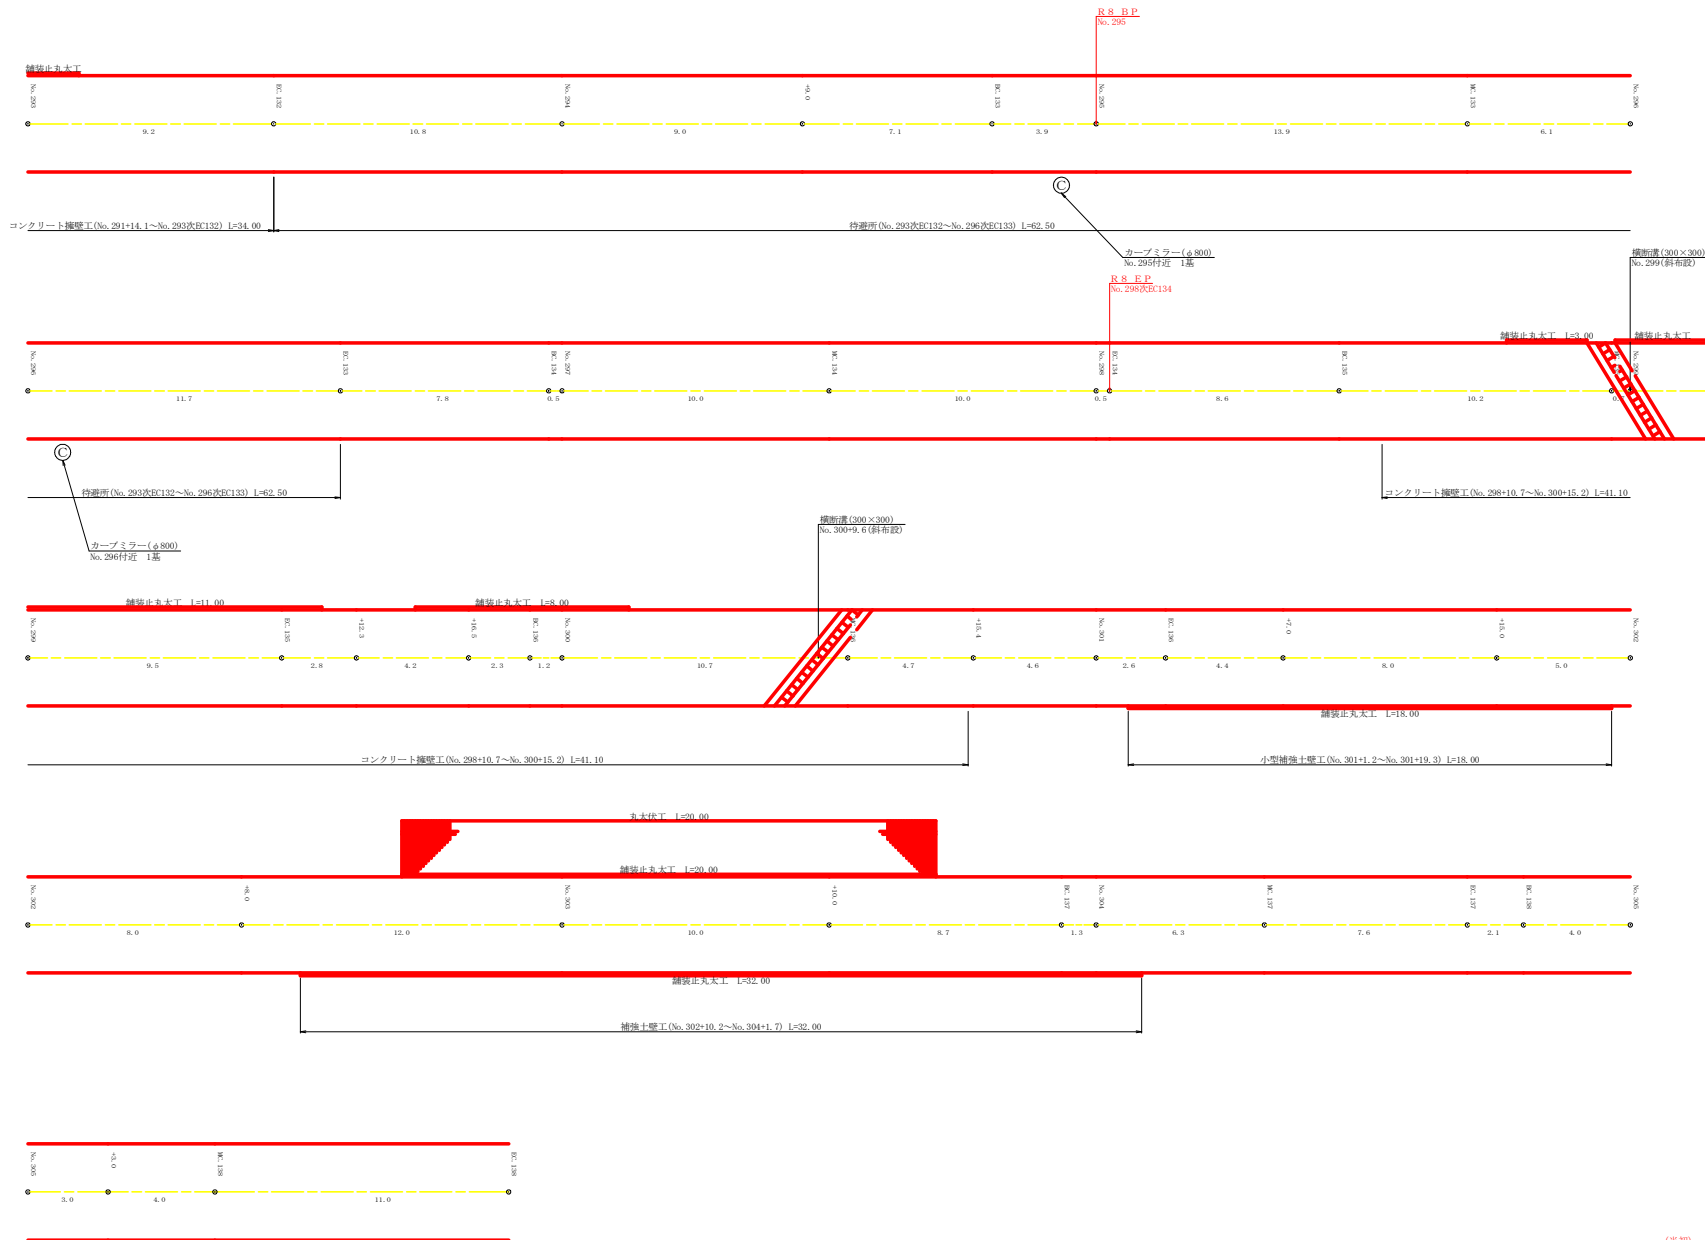 R8 BP
No.295
舗装止丸太工
No.293
EC.132
No.294
+9.0
BC.133
No.295
MC.133
No.296
9.2
10.8
9.0
7.1
3.9
13.9
6.1
C
コンクリート擁壁工(No.291+14.1～No.293次EC132) L=34.00
待避所(No.293次EC132～No.296次EC133) L=62.50
カーブミラー(φ800)
No.295付近 1基
横断溝(300×300)
No.299(斜布設)
R8 EP
No.298次EC134
舗装止丸太工 L=3.00
舗装止丸太工
No.296
EC.133
BC.134
No.297
MC.134
No.298
EC.134
BC.135
11.7
7.8
0.5
10.0
10.0
0.5
8.6
10.2
C
待避所(No.293次EC132～No.296次EC133) L=62.50
コンクリート擁壁工(No.298+10.7～No.300+15.2) L=41.10
カーブミラー(φ800)
No.296付近 1基
横断溝(300×300)
No.300+9.6(斜布設)
舗装止丸太工 L=11.00
舗装止丸太工 L=8.00
No.299
EC.135
+12.3
+16.5
BC.136
No.300
+15.4
No.301
EC.136
+7.0
+15.0
No.302
9.5
2.8
4.2
2.3
1.2
10.7
4.7
4.6
2.6
4.4
8.0
5.0
舗装止丸太工 L=18.00
コンクリート擁壁工(No.298+10.7～No.300+15.2) L=41.10
小型補強土壁工(No.301+1.2～No.301+19.3) L=18.00
丸太伏工 L=20.00
舗装止丸太工 L=20.00
No.302
+8.0
No.303
+10.0
BC.137
No.304
MC.137
EC.137
BC.138
No.305
8.0
12.0
10.0
8.7
1.3
6.3
7.6
2.1
4.0
舗装止丸太工 L=32.00
補強土壁工(No.302+10.2～No.304+1.7) L=32.00
No.305
+3.0
MC.138
EC.138
3.0
4.0
11.0